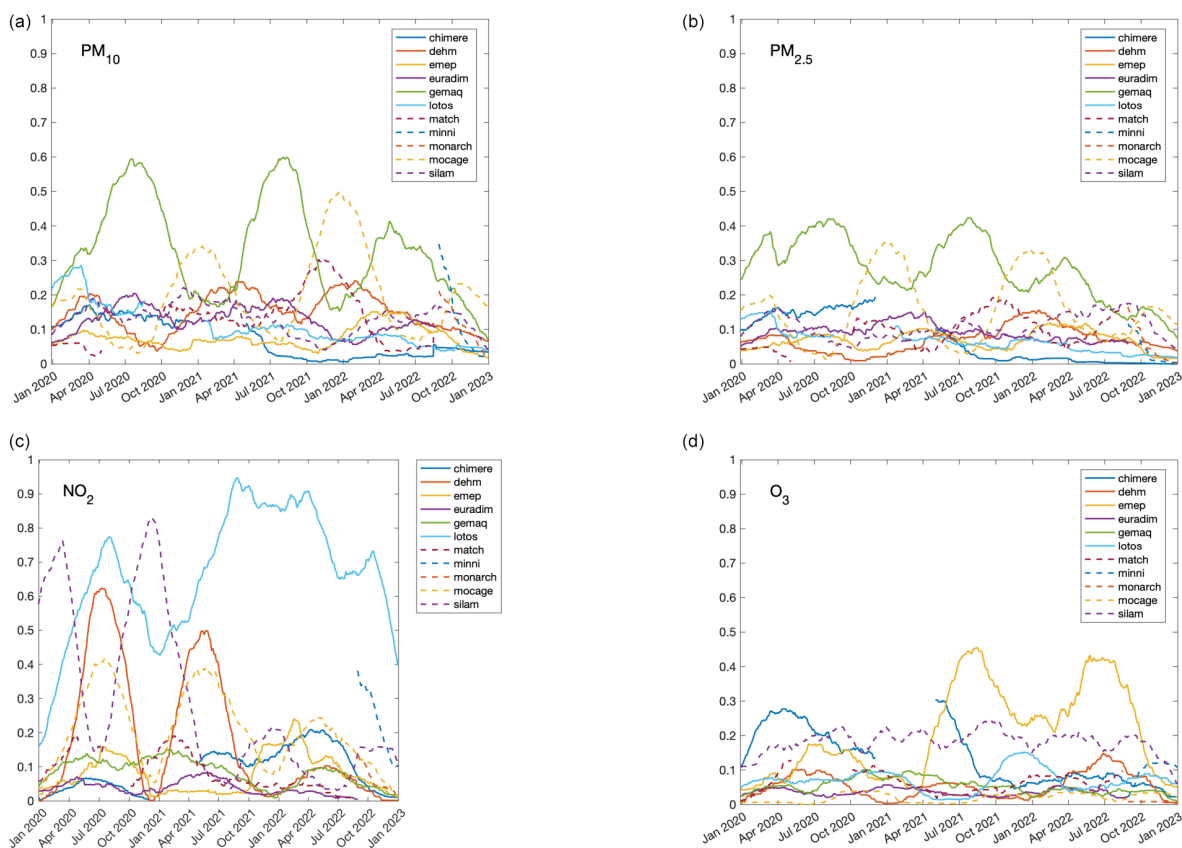 (a)
PM10
1
0.9
0.8
0.7
0.6
0.5
0.4
0.3
0.2
0.1
0
Jan 2020
Apr 2020
Jul 2020
Oct 2020
Jan 2021
Apr 2021
Jul 2021
Oct 2021
Jan 2022
Apr 2022
Jul 2022
Oct 2022
Jan 2023
chimere
dehm
emep
euradim
gemaq
lotos
match
minni
monarch
mocage
silam
(b)
PM2.5
1
0.9
0.8
0.7
0.6
0.5
0.4
0.3
0.2
0.1
0
Jan 2020
Apr 2020
Jul 2020
Oct 2020
Jan 2021
Apr 2021
Jul 2021
Oct 2021
Jan 2022
Apr 2022
Jul 2022
Oct 2022
Jan 2023
chimere
dehm
emep
euradim
gemaq
lotos
match
minni
monarch
mocage
silam
(c)
NO2
1
0.9
0.8
0.7
0.6
0.5
0.4
0.3
0.2
0.1
0
Jan 2020
Apr 2020
Jul 2020
Oct 2020
Jan 2021
Apr 2021
Jul 2021
Oct 2021
Jan 2022
Apr 2022
Jul 2022
Oct 2022
Jan 2023
chimere
dehm
emep
euradim
gemaq
lotos
match
minni
monarch
mocage
silam
(d)
O3
1
0.9
0.8
0.7
0.6
0.5
0.4
0.3
0.2
0.1
0
Jan 2020
Apr 2020
Jul 2020
Oct 2020
Jan 2021
Apr 2021
Jul 2021
Oct 2021
Jan 2022
Apr 2022
Jul 2022
Oct 2022
Jan 2023
chimere
dehm
emep
euradim
gemaq
lotos
match
minni
monarch
mocage
silam